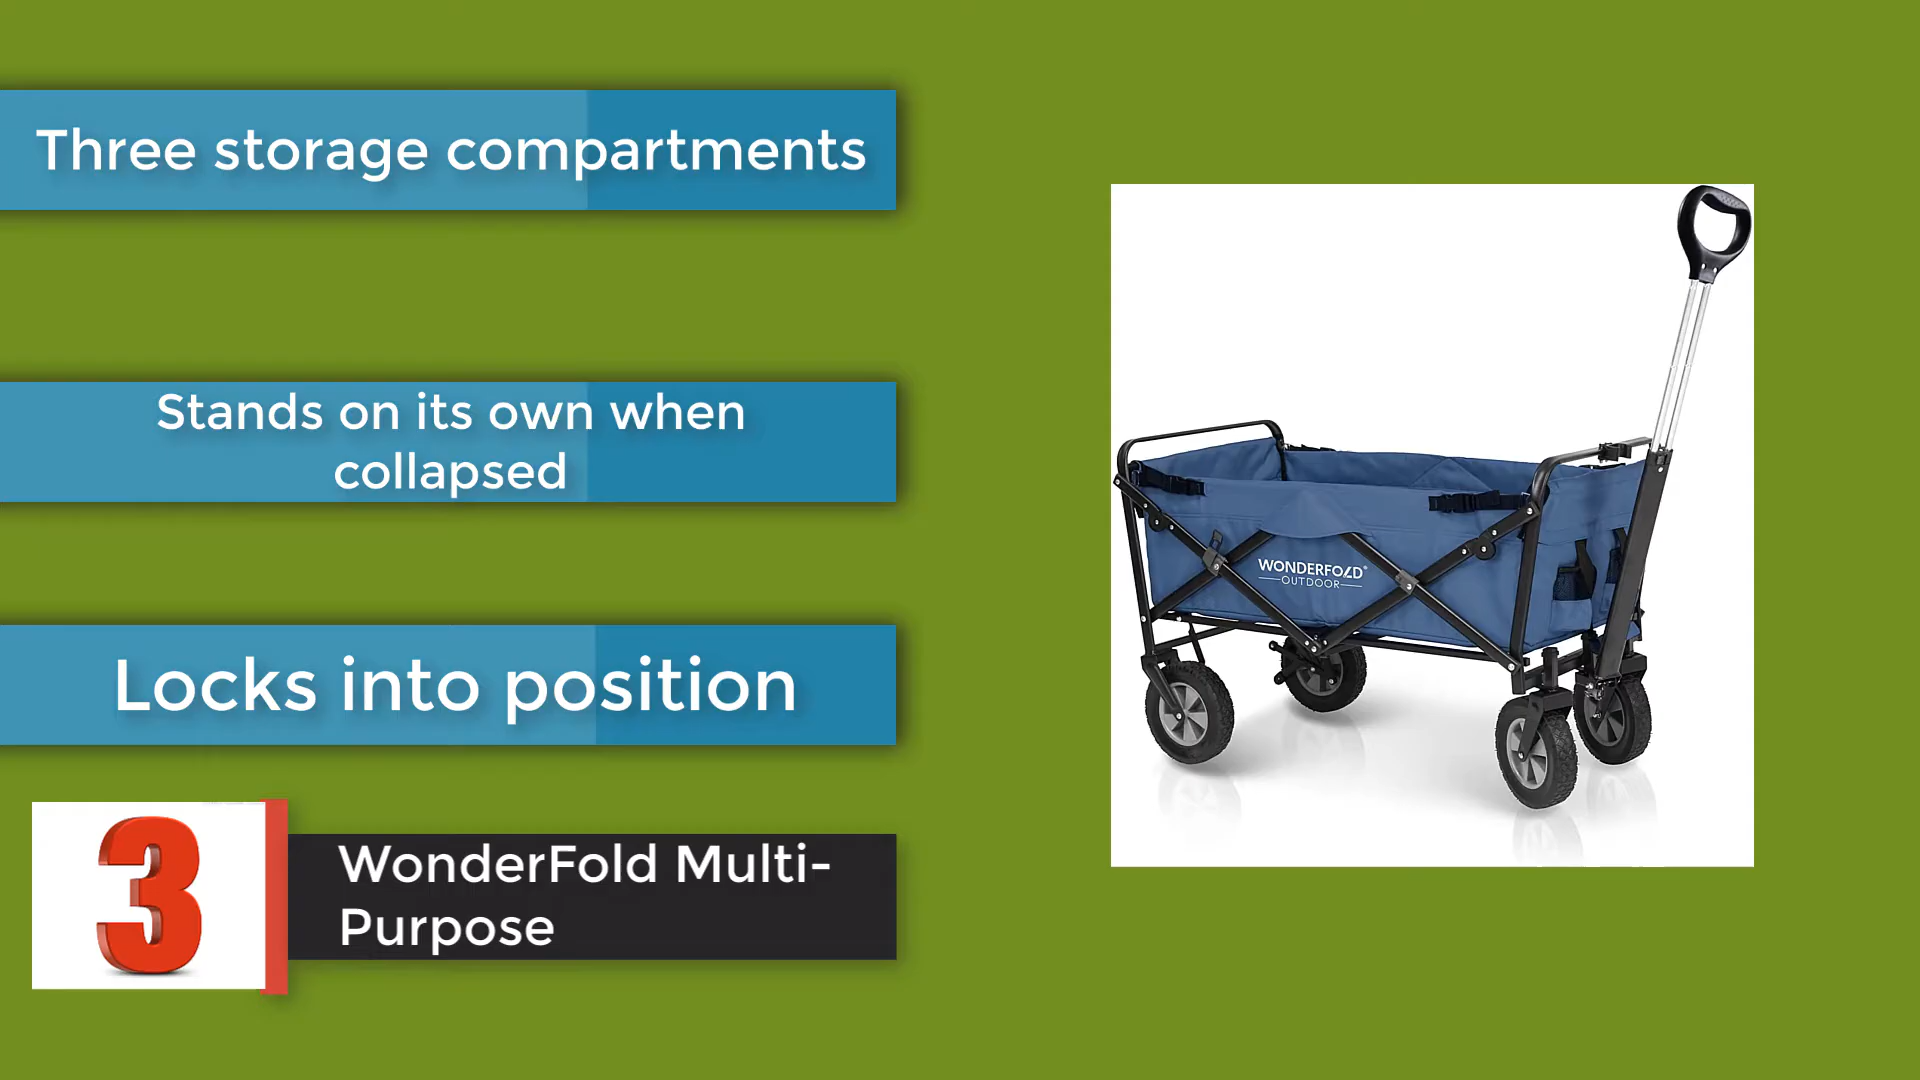 Three storage compartments
Stands on its own when
collapsed
Locks into position
3
WonderFold Multi-
Purpose
WONDERFOLD®
OUTDOOR